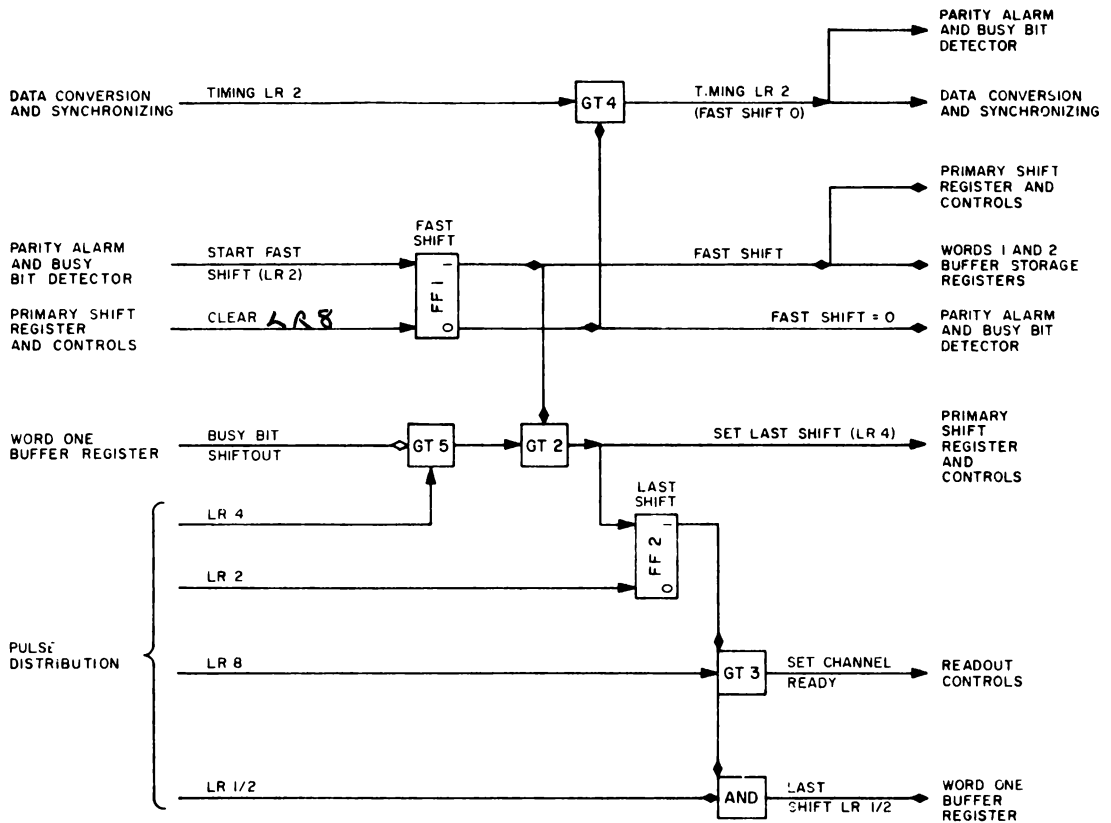 PARITY ALARM
AND BUSY BIT
DETECTOR
DATA CONVERSION
AND SYNCHRONIZING
TIMING LR 2
GT 4
T.MING LR 2
(FAST SHIFT 0)
DATA CONVERSION
AND SYNCHRONIZING
PRIMARY SHIFT
REGISTER AND
CONTROLS
FAST
SHIFT
PARITY ALARM
AND BUSY
BIT DETECTOR
START FAST
SHIFT (LR 2)
1
FF 1
0
FAST SHIFT
WORDS 1 AND 2
BUFFER STORAGE
REGISTERS
PRIMARY SHIFT
REGISTER
AND CONTROLS
CLEAR LR8
FAST SHIFT = 0
PARITY ALARM
AND BUSY BIT
DETECTOR
WORD ONE
BUFFER REGISTER
BUSY BIT
SHIFTOUT
GT 5
GT 2
SET LAST SHIFT (LR 4)
PRIMARY
SHIFT
REGISTER
AND
CONTROLS
LAST
SHIFT
LR 4
1
FF 2
0
LR 2
PULSE
DISTRIBUTION
LR 8
GT 3
SET CHANNEL
READY
READOUT
CONTROLS
LR 1/2
AND
LAST
SHIFT LR 1/2
WORD ONE
BUFFER
REGISTER